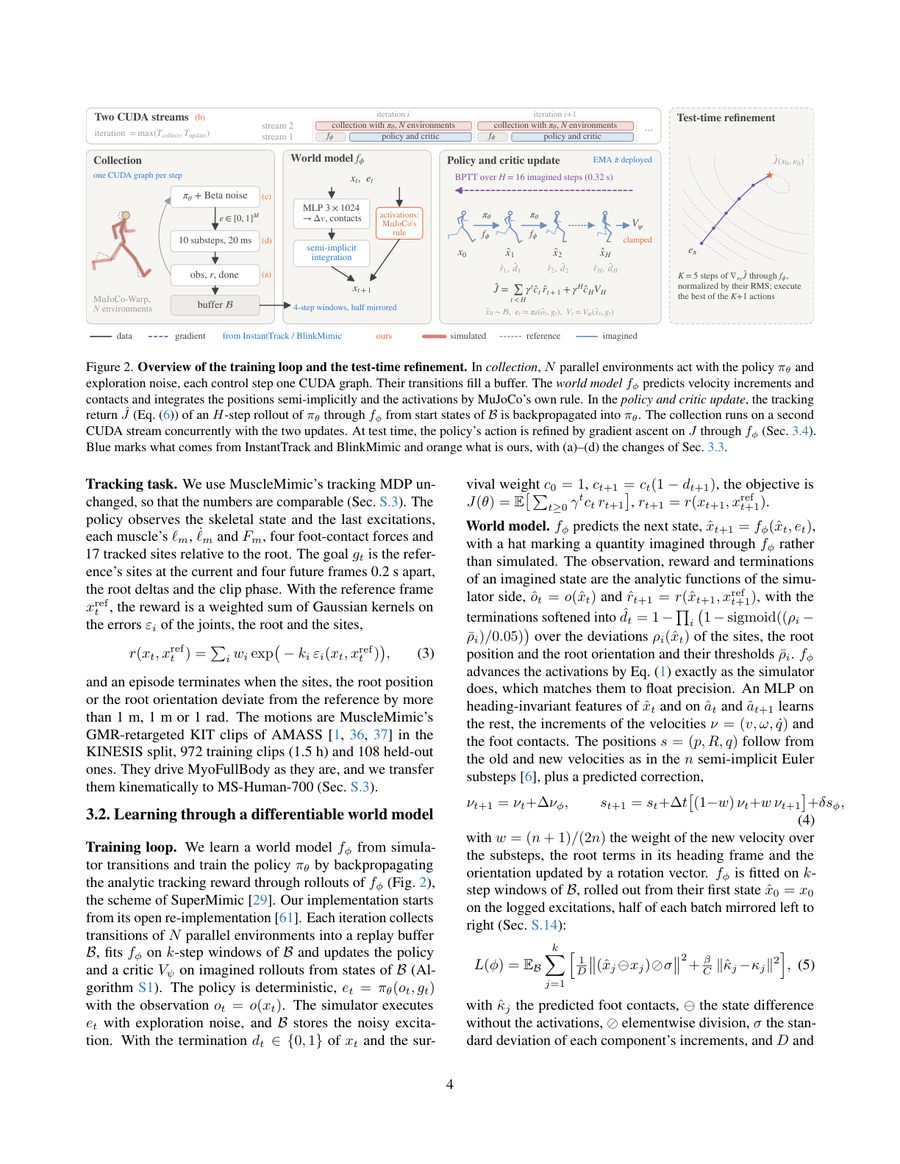 Two CUDA streams (b)
iteration = max(T_collect, T_update)
stream 2
stream 1
iteration i
iteration i+1
collection with π_θ, N environments
collection with π_θ, N environments
f_ϕ
policy and critic
f_ϕ
policy and critic
...
Test-time refinement
Ĵ(x_0, e_0)
e_π
K = 5 steps of ∇_{e_0}Ĵ through f_ϕ,
normalized by their RMS; execute
the best of the K+1 actions
Collection
one CUDA graph per step
π_θ + Beta noise
(c)
e ∈ [0, 1]^M
10 substeps, 20 ms
(d)
obs, r, done
(a)
buffer B
MuJoCo-Warp,
N environments
World model f_ϕ
x_t, e_t
MLP 3 × 1024
→ Δv, contacts
activations:
MuJoCo's
rule
semi-implicit
integration
x_{t+1}
4-step windows, half mirrored
Policy and critic update
EMA π̄ deployed
BPTT over H = 16 imagined steps (0.32 s)
π_θ
f_ϕ
π_θ
f_ϕ
V_ψ
clamped
x_0
x̂_1
x̂_2
x̂_H
r̂_1, d̂_1
r̂_2, d̂_2
r̂_H, d̂_H
Ĵ = ∑_{t<H} γ^t ĉ_t r̂_{t+1} + γ^H ĉ_H V_H
data
gradient
from InstantTrack / BlinkMimic
ours
simulated
reference
imagined
Figure 2. Overview of the training loop and the test-time refinement. In collection, N parallel environments act with the policy π_θ and
exploration noise, each control step one CUDA graph. Their transitions fill a buffer. The world model f_ϕ predicts velocity increments and
contacts and integrates the positions semi-implicitly and the activations by MuJoCo's own rule. In the policy and critic update, the tracking
return Ĵ (Eq. (6)) of an H-step rollout of π_θ through f_ϕ from start states of B is backpropagated into π_θ. The collection runs on a second
CUDA stream concurrently with the two updates. At test time, the policy's action is refined by gradient ascent on J through f_ϕ (Sec. 3.4).
Blue marks what comes from InstantTrack and BlinkMimic and orange what is ours, with (a)–(d) the changes of Sec. 3.3.
Tracking task. We use MuscleMimic's tracking MDP un-
changed, so that the numbers are comparable (Sec. S.3). The
policy observes the skeletal state and the last excitations,
each muscle's ℓ_m, ℓ̇_m and F_m, four foot-contact forces and
17 tracked sites relative to the root. The goal g_t is the refer-
ence's sites at the current and four future frames 0.2 s apart,
the root deltas and the clip phase. With the reference frame
x_t^ref, the reward is a weighted sum of Gaussian kernels on
the errors ε_i of the joints, the root and the sites,
r(x_t, x_t^ref) = ∑_i w_i exp(− k_i ε_i(x_t, x_t^ref)), (3)
and an episode terminates when the sites, the root position
or the root orientation deviate from the reference by more
than 1 m, 1 m or 1 rad. The motions are MuscleMimic's
GMR-retargeted KIT clips of AMASS [1, 36, 37] in the
KINESIS split, 972 training clips (1.5 h) and 108 held-out
ones. They drive MyoFullBody as they are, and we transfer
them kinematically to MS-Human-700 (Sec. S.3).
3.2. Learning through a differentiable world model
Training loop. We learn a world model f_ϕ from simula-
tor transitions and train the policy π_θ by backpropagating
the analytic tracking reward through rollouts of f_ϕ (Fig. 2),
the scheme of SuperMimic [29]. Our implementation starts
from its open re-implementation [61]. Each iteration collects
transitions of N parallel environments into a replay buffer
B, fits f_ϕ on k-step windows of B and updates the policy
and a critic V_ψ on imagined rollouts from states of B (Al-
gorithm S1). The policy is deterministic, e_t = π_θ(o_t, g_t)
with the observation o_t = o(x_t). The simulator executes
e_t with exploration noise, and B stores the noisy excita-
tion. With the termination d_t ∈ {0, 1} of x_t and the sur-
vival weight c_0 = 1, c_{t+1} = c_t(1 − d_{t+1}), the objective is
J(θ) = E[∑_{t≥0} γ^t c_t r_{t+1}], r_{t+1} = r(x_{t+1}, x_{t+1}^ref).
World model. f_ϕ predicts the next state, x̂_{t+1} = f_ϕ(x̂_t, e_t),
with a hat marking a quantity imagined through f_ϕ rather
than simulated. The observation, reward and terminations
of an imagined state are the analytic functions of the simu-
lator side, ô_t = o(x̂_t) and r̂_{t+1} = r(x̂_{t+1}, x_{t+1}^ref), with the
terminations softened into d̂_t = 1 − ∏_i (1 − sigmoid((ρ_i −
ρ̄_i)/0.05)) over the deviations ρ_i(x̂_t) of the sites, the root
position and the root orientation and their thresholds ρ̄_i. f_ϕ
advances the activations by Eq. (1) exactly as the simulator
does, which matches them to float precision. An MLP on
heading-invariant features of x̂_t and on â_t and â_{t+1} learns
the rest, the increments of the velocities ν = (v, ω, q̇) and
the foot contacts. The positions s = (p, R, q) follow from
the old and new velocities as in the n semi-implicit Euler
substeps [6], plus a predicted correction,
ν_{t+1} = ν_t+Δν_ϕ, s_{t+1} = s_t+Δt[(1−w) ν_t+w ν_{t+1}]+δs_ϕ,
(4)
with w = (n + 1)/(2n) the weight of the new velocity over
the substeps, the root terms in its heading frame and the
orientation updated by a rotation vector. f_ϕ is fitted on k-
step windows of B, rolled out from their first state x̂_0 = x_0
on the logged excitations, half of each batch mirrored left to
right (Sec. S.14):
L(ϕ) = E_B ∑_{j=1}^{k} [ 1/D ‖(x̂_j⊖x_j)⊘σ‖² + β/C ‖κ̂_j − κ_j‖² ], (5)
with κ̂_j the predicted foot contacts, ⊖ the state difference
without the activations, ⊘ elementwise division, σ the stan-
dard deviation of each component's increments, and D and
4